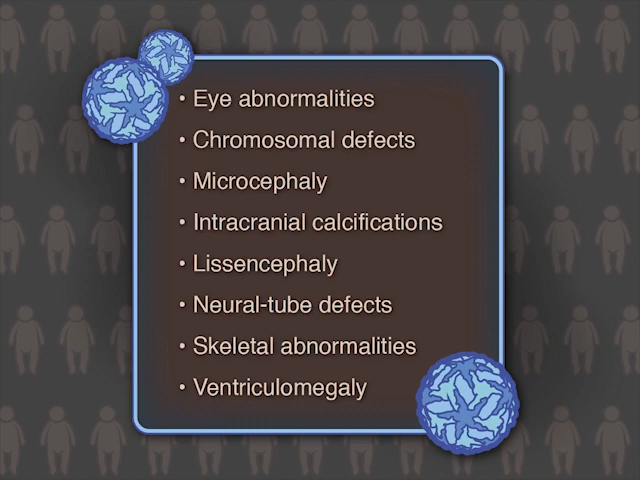 • Eye abnormalities
• Chromosomal defects
• Microcephaly
• Intracranial calcifications
• Lissencephaly
• Neural-tube defects
• Skeletal abnormalities
• Ventriculomegaly